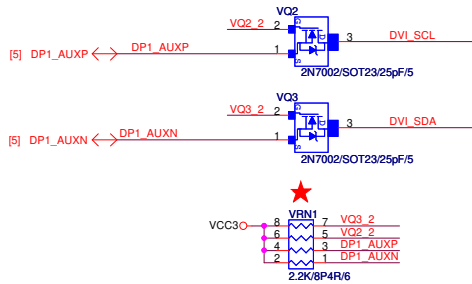 VQ2
VQ2_2 2
G D S
3 DVI_SCL
[5] DP1_AUXP DP1_AUXP 1
2N7002/SOT23/25pF/5
VQ3
VQ3_2 2
G D S
3 DVI_SDA
[5] DP1_AUXN DP1_AUXN 1
2N7002/SOT23/25pF/5
VRN1
VCC3 8 7 VQ3_2
6 5 VQ2_2
4 3 DP1_AUXP
2 1 DP1_AUXN
2.2K/8P4R/6